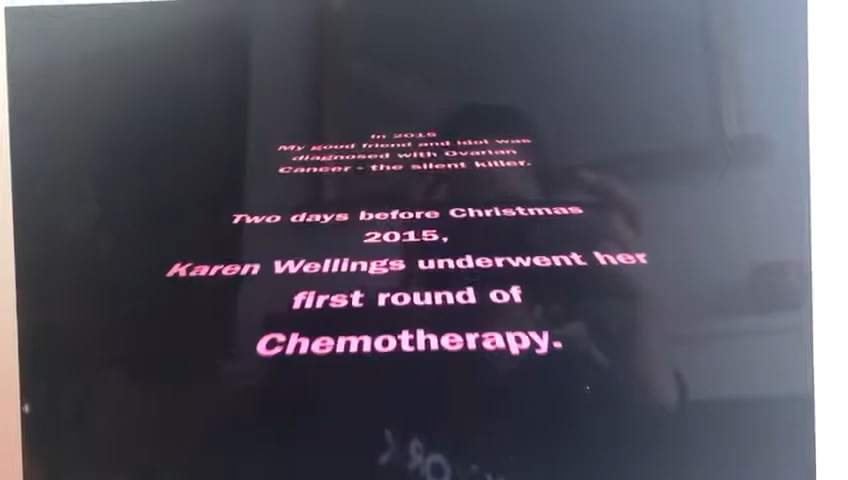 In 2015
My good friend and idol was
diagnosed with Ovarian
Cancer - the silent killer.
Two days before Christmas
2015,
Karen Wellings underwent her
first round of
Chemotherapy.